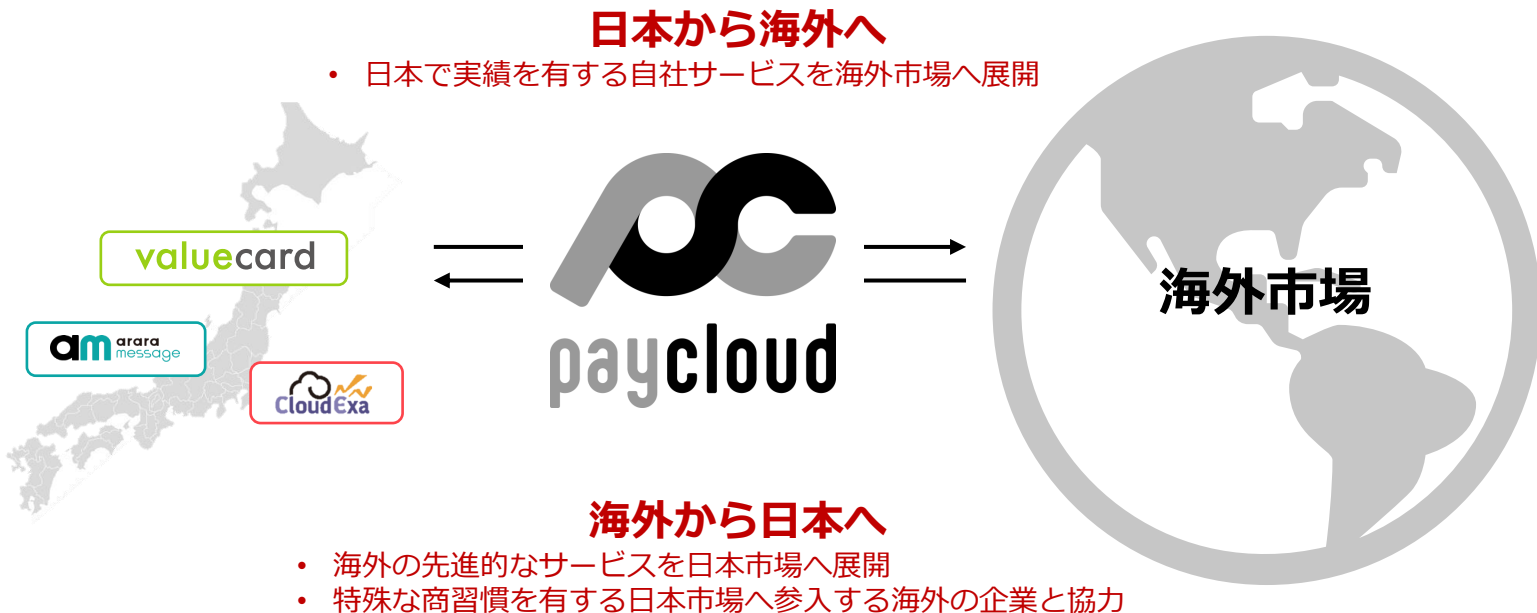 日本から海外へ
• 日本で実績を有する自社サービスを海外市場へ展開
valuecard
am arara message
CloudExa
pc
paycloud
海外市場
海外から日本へ
• 海外の先進的なサービスを日本市場へ展開
• 特殊な商習慣を有する日本市場へ参入する海外の企業と協力